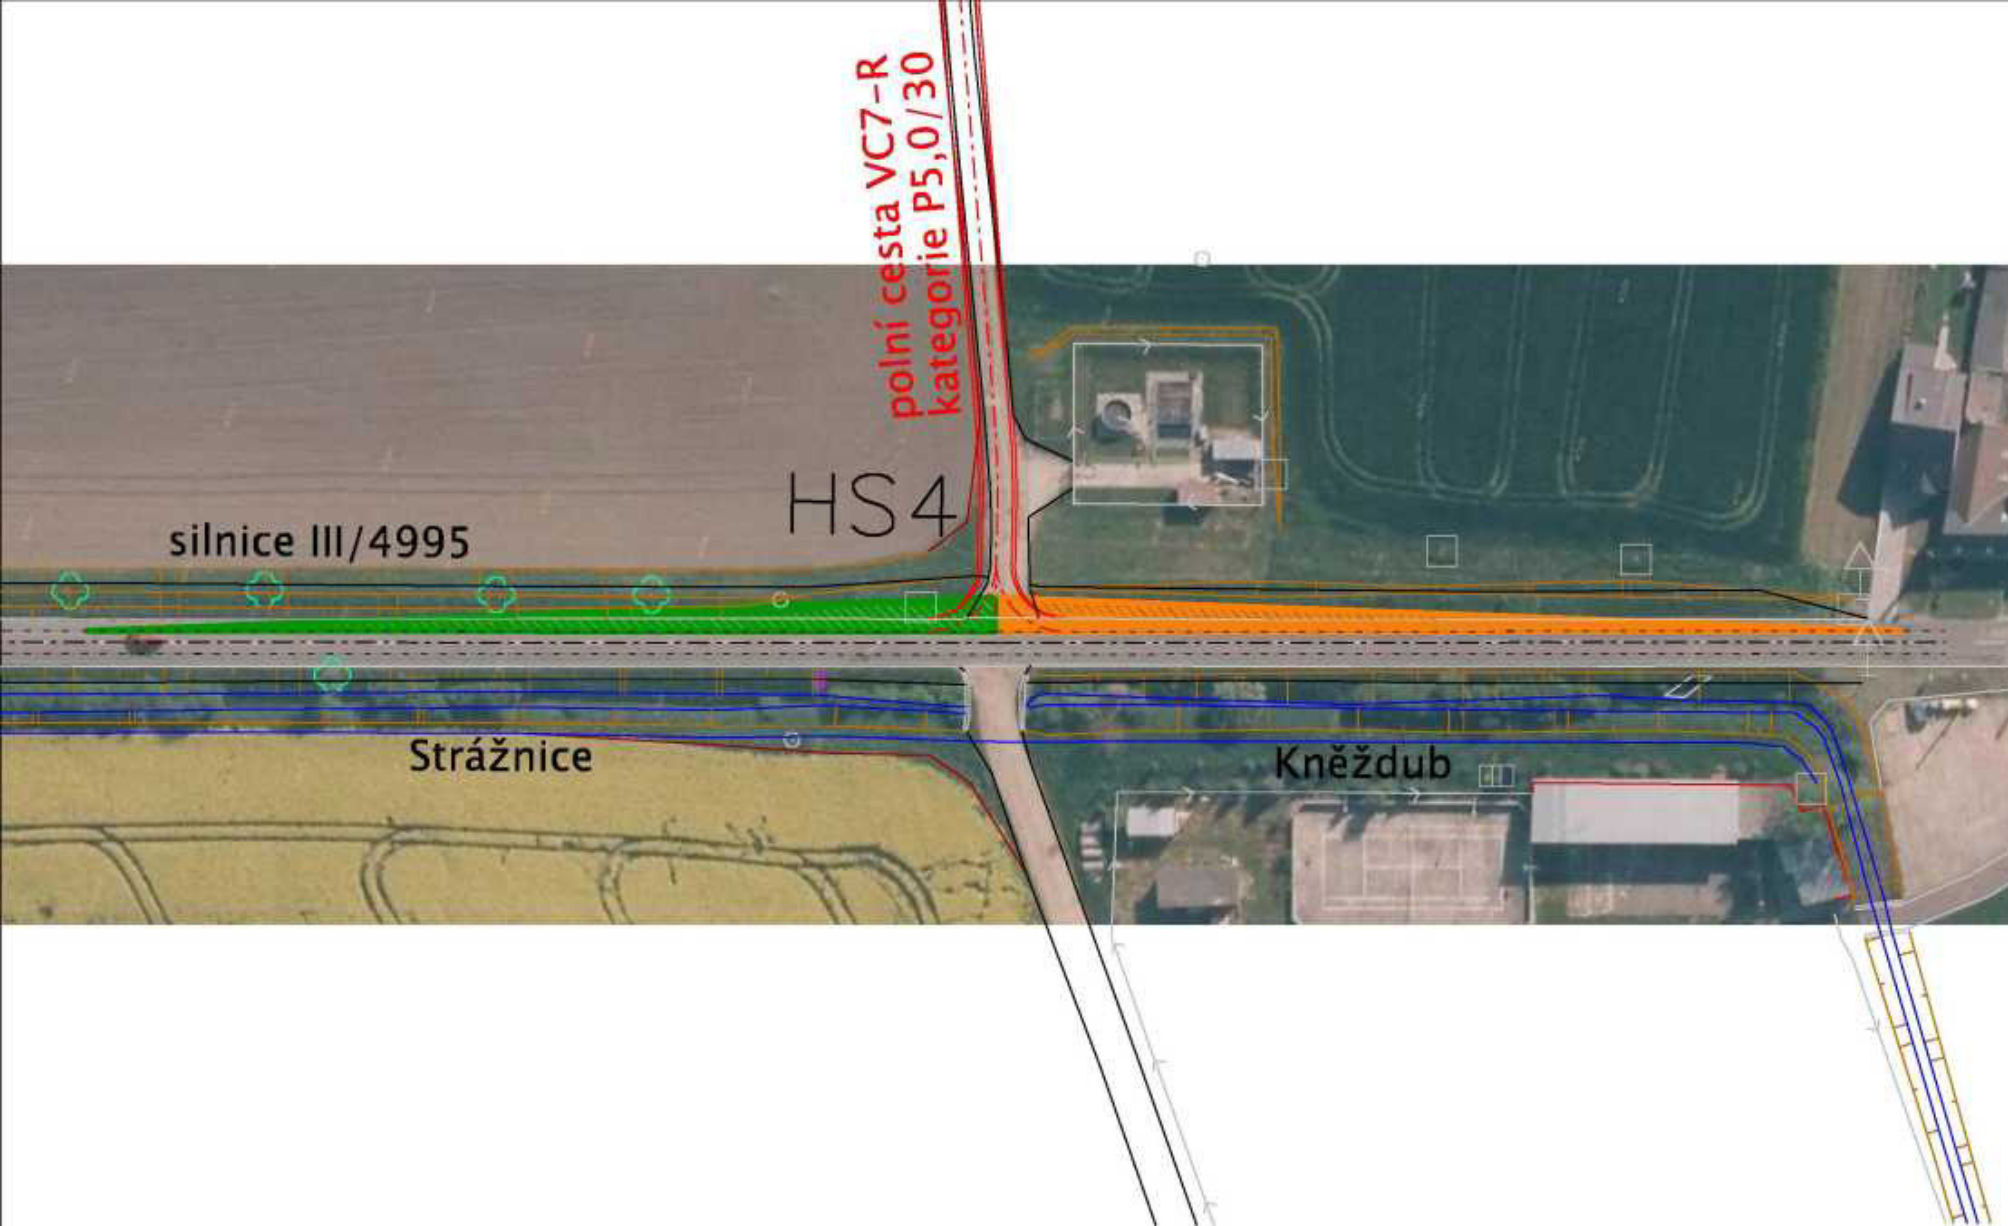 polní cesta VC7-R
kategorie P5,0/30
HS4
silnice III/4995
Strážnice
Kněždub